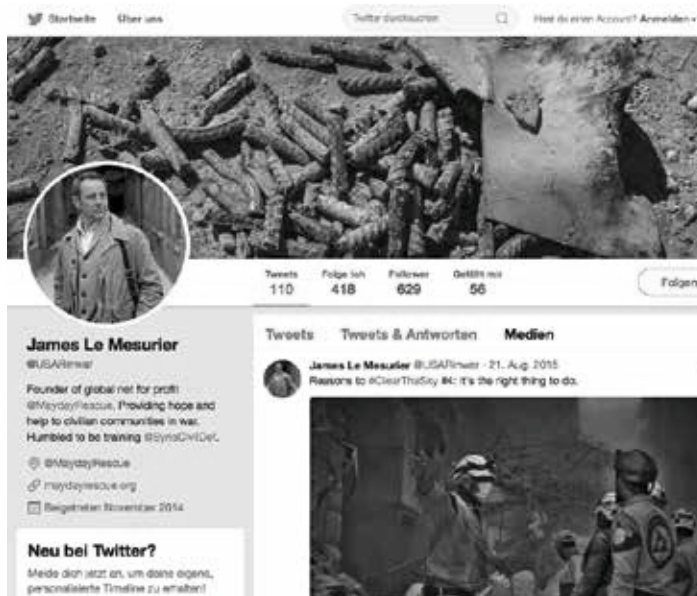 Startseite Über uns
Twitter durchsuchen
Hast du einen Account? Anmelden
Tweets Folge ich Follower Gefällt mir
110 418 629 56
Folgen
James Le Mesurier
Founder of global not for profit
@MaydayRescue. Providing hope and
help to civilian communities in war.
Humbled to be training @SyriaCivilDef.
@MaydayRescue
maydayrescue.org
Beigetreten November 2014
Neu bei Twitter?
Melde dich jetzt an, um deine eigene,
personalisierte Timeline zu erhalten!
Tweets Tweets & Antworten Medien
James Le Mesurier · 21. Aug. 2015
Reasons to #ClearTheSky #4: it's the right thing to do.